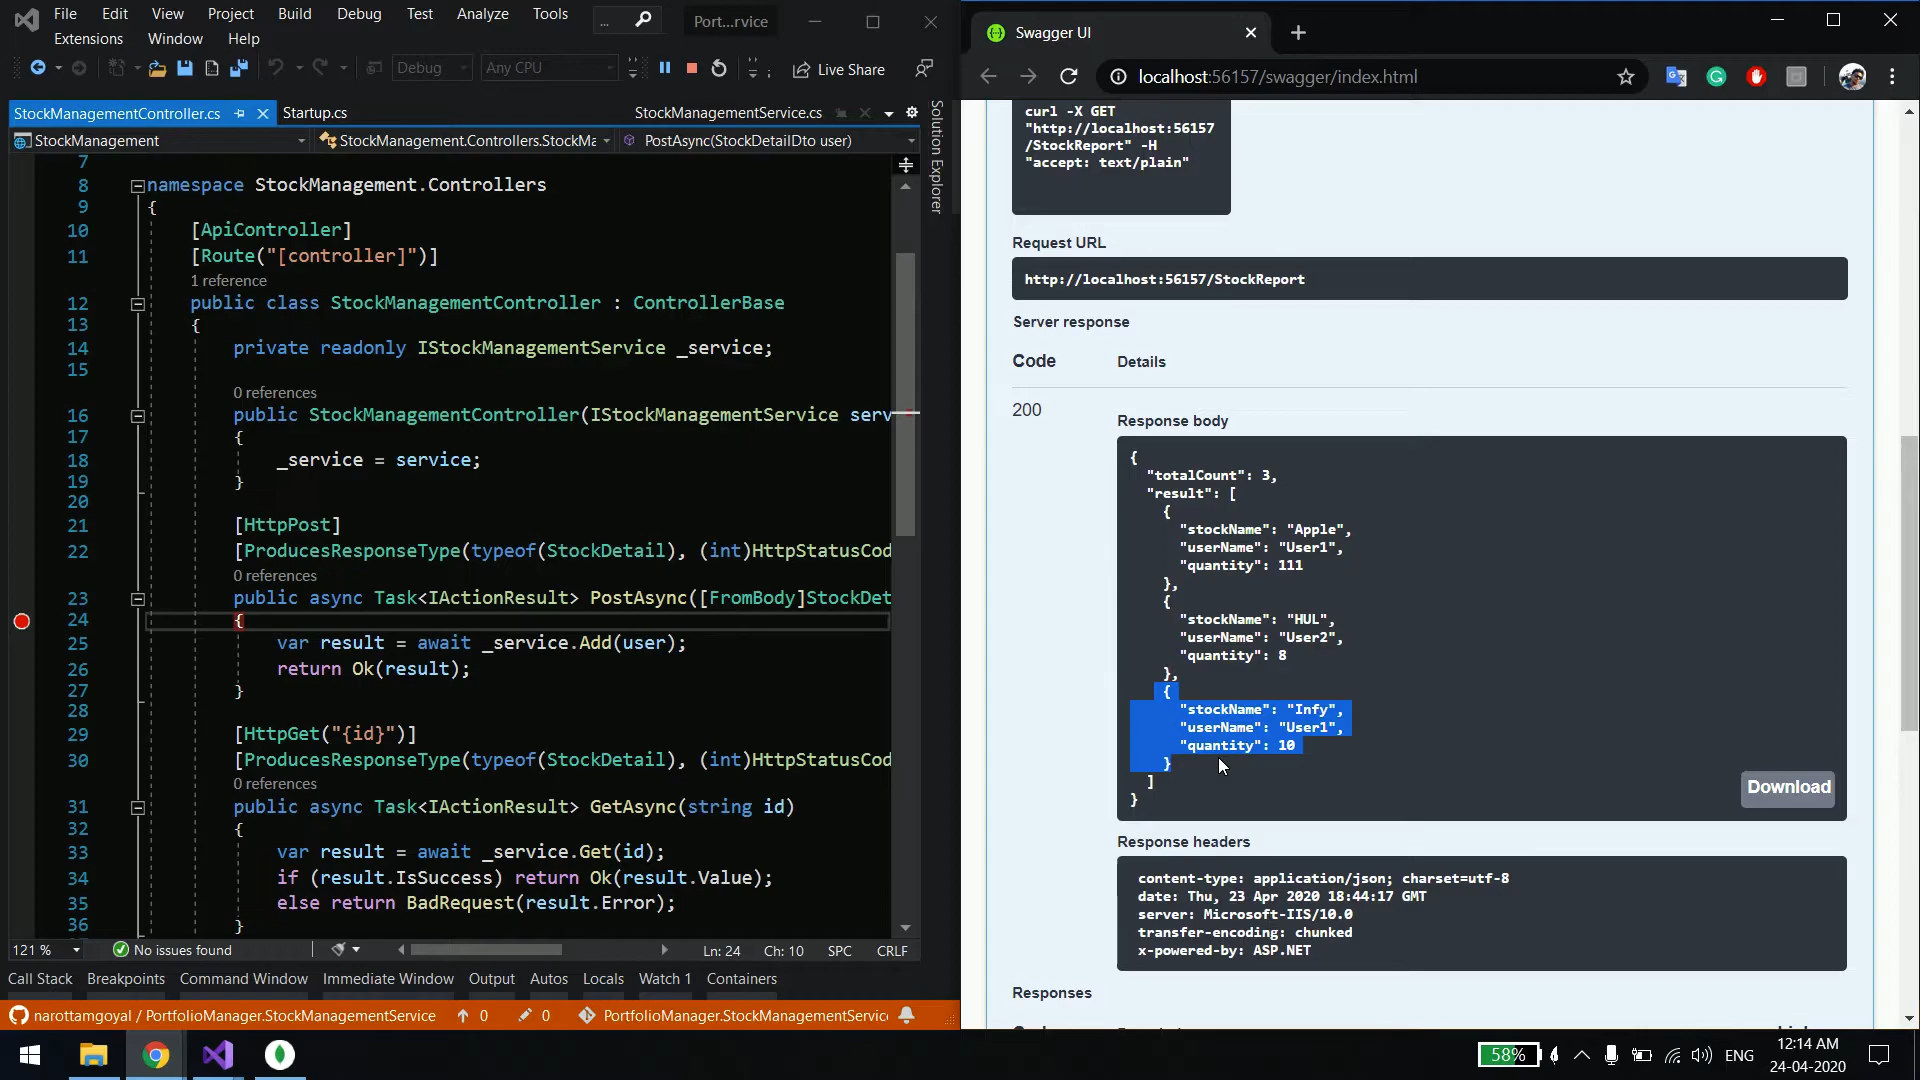 File Edit View Project Build Debug Test Analyze Tools ... Port...rvice
Extensions Window Help
Debug Any CPU Live Share
StockManagementController.cs Startup.cs StockManagementService.cs
StockManagement StockManagement.Controllers.StockMa PostAsync(StockDetailDto user)
Solution Explorer
7
8 namespace StockManagement.Controllers
9 {
10 [ApiController]
11 [Route("[controller]")]
1 reference
12 public class StockManagementController : ControllerBase
13 {
14 private readonly IStockManagementService _service;
15
0 references
16 public StockManagementController(IStockManagementService serv
17 {
18 _service = service;
19 }
20
21 [HttpPost]
22 [ProducesResponseType(typeof(StockDetail), (int)HttpStatusCod
0 references
23 public async Task<IActionResult> PostAsync([FromBody]StockDet
24 {
25 var result = await _service.Add(user);
26 return Ok(result);
27 }
28
29 [HttpGet("{id}")]
30 [ProducesResponseType(typeof(StockDetail), (int)HttpStatusCod
0 references
31 public async Task<IActionResult> GetAsync(string id)
32 {
33 var result = await _service.Get(id);
34 if (result.IsSuccess) return Ok(result.Value);
35 else return BadRequest(result.Error);
36 }
121 % No issues found Ln: 24 Ch: 10 SPC CRLF
Call Stack Breakpoints Command Window Immediate Window Output Autos Locals Watch 1 Containers
narottamgoyal / PortfolioManager.StockManagementService 0 0 PortfolioManager.StockManagementService
Swagger UI
localhost:56157/swagger/index.html
curl -X GET
"http://localhost:56157
/StockReport" -H
"accept: text/plain"
Request URL
http://localhost:56157/StockReport
Server response
Code Details
200
Response body
{
"totalCount": 3,
"result": [
{
"stockName": "Apple",
"userName": "User1",
"quantity": 111
},
{
"stockName": "HUL",
"userName": "User2",
"quantity": 8
},
{
"stockName": "Infy",
"userName": "User1",
"quantity": 10
}
]
}
Download
Response headers
content-type: application/json; charset=utf-8
date: Thu, 23 Apr 2020 18:44:17 GMT
server: Microsoft-IIS/10.0
transfer-encoding: chunked
x-powered-by: ASP.NET
Responses
58% ENG 12:14 AM
24-04-2020